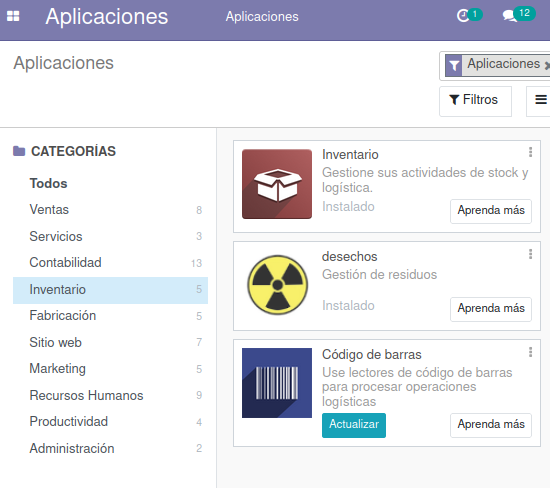 Aplicaciones
Aplicaciones
1
12
Aplicaciones
Aplicaciones
Filtros
CATEGORÍAS
Todos
Ventas 8
Servicios 3
Contabilidad 13
Inventario 5
Fabricación 5
Sitio web 7
Marketing 5
Recursos Humanos 9
Productividad 4
Administración 2
Inventario
Gestione sus actividades de stock y
logística.
Instalado
Aprenda más
desechos
Gestión de residuos
Instalado
Aprenda más
Código de barras
Use lectores de código de barras
para procesar operaciones
logísticas
Actualizar
Aprenda más